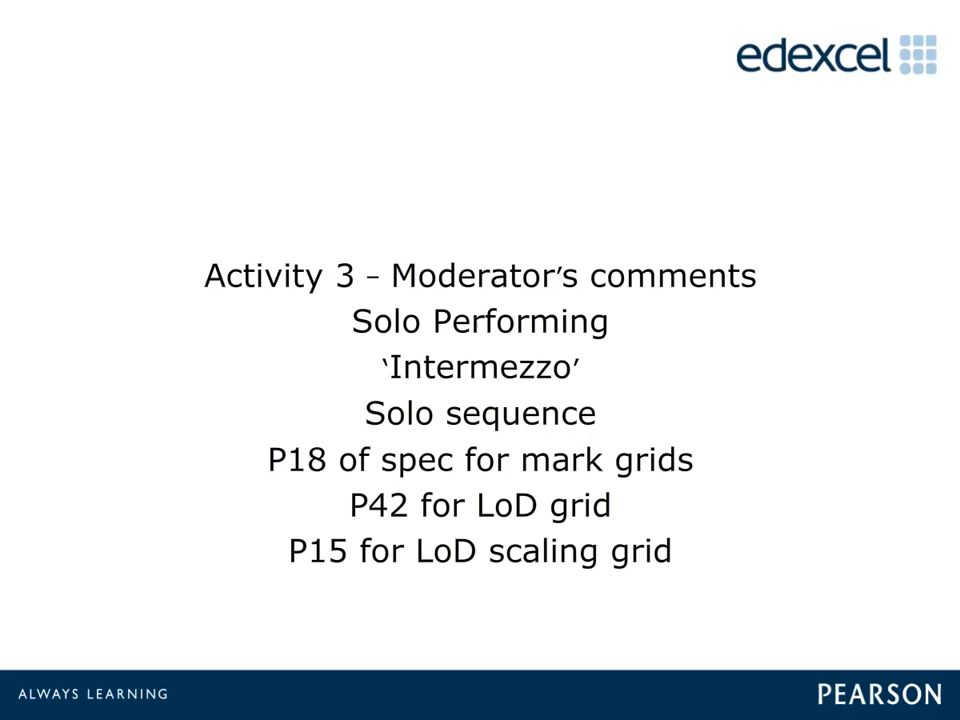 edexcel
Activity 3 – Moderator’s comments
Solo Performing
‘Intermezzo’
Solo sequence
P18 of spec for mark grids
P42 for LoD grid
P15 for LoD scaling grid
ALWAYS LEARNING
PEARSON